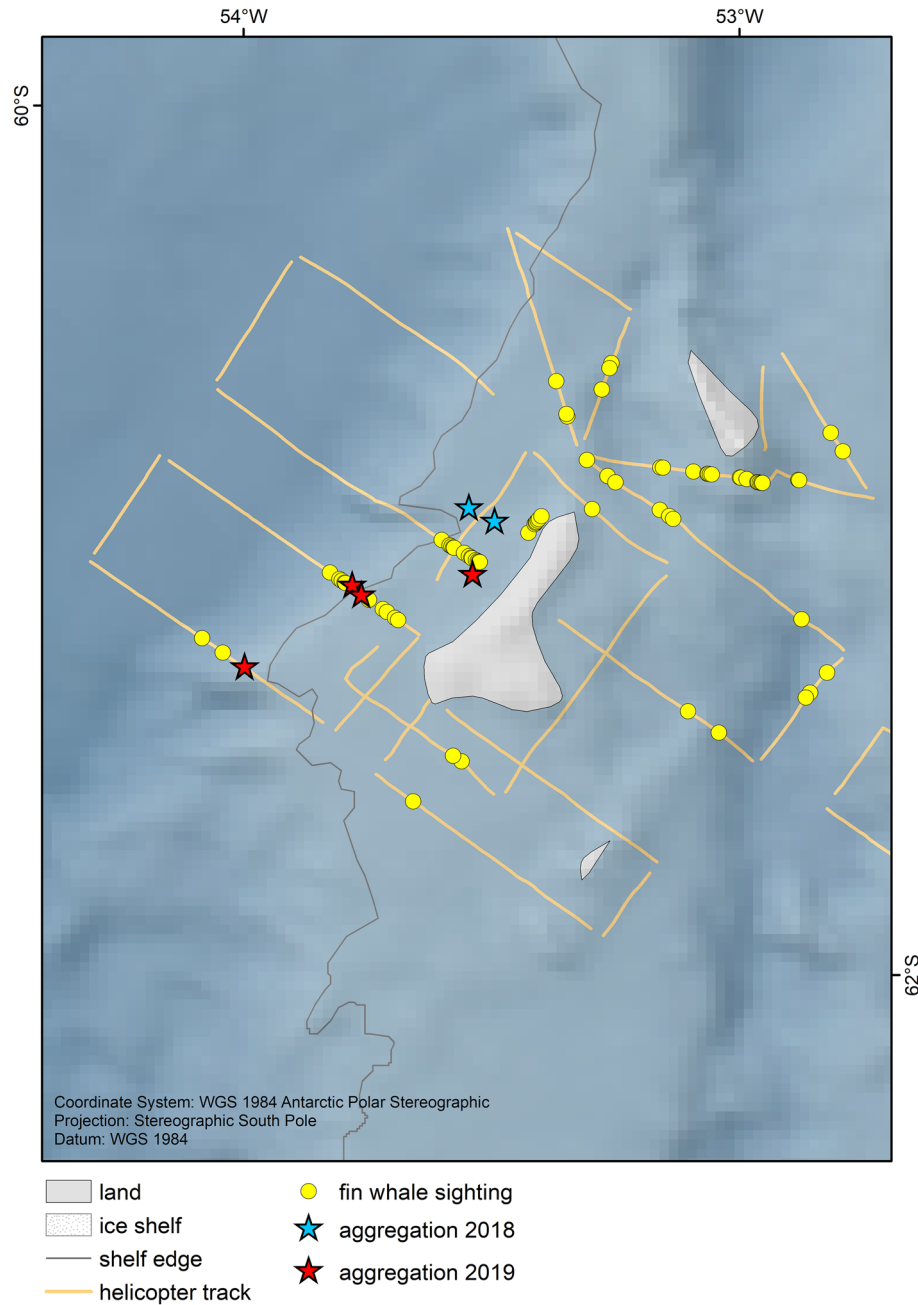 54°W
53°W
60°S
62°S
Coordinate System: WGS 1984 Antarctic Polar Stereographic
Projection: Stereographic South Pole
Datum: WGS 1984
land
ice shelf
shelf edge
helicopter track
fin whale sighting
aggregation 2018
aggregation 2019